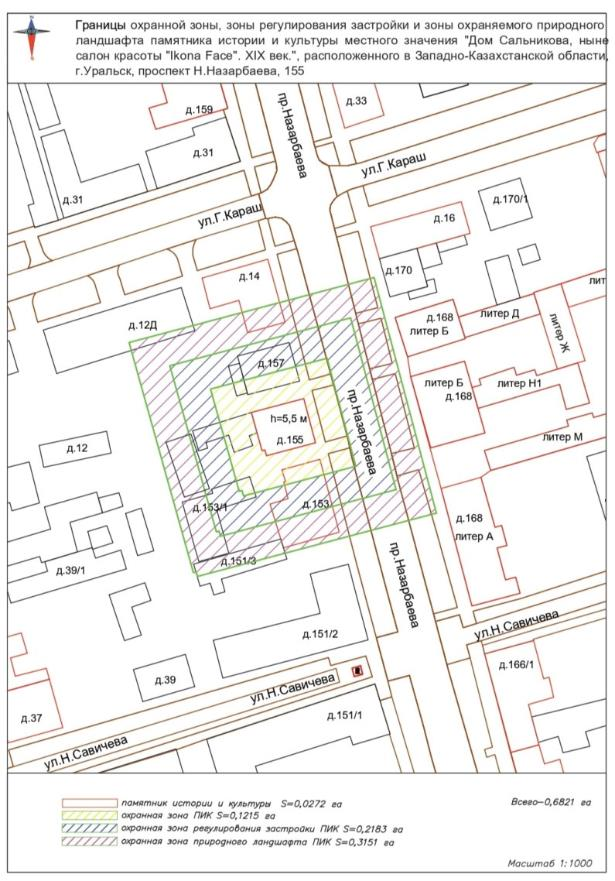 Границы охранной зоны, зоны регулирования застройки и зоны охраняемого природного
ландшафта памятника истории и культуры местного значения "Дом Сальникова, ныне
салон красоты "Ikona Face". XIX век.", расположенного в Западно-Казахстанской области,
г.Уральск, проспект Н.Назарбаева, 155
д.159
д.33
пр.Назарбаева
д.31
ул.Г.Караш
д.31
д.170/1
ул.Г.Караш
д.16
д.170
д.14
лит
д.12Д
д.168
литер Б
литер Д
литер Ж
д.157
литер Б
д.168
литер Н1
h=5,5 м
д.155
пр.Назарбаева
литер М
д.12
д.153/1
д.153
д.168
литер А
д.151/3
д.39/1
пр.Назарбаева
д.151/2
ул.Н.Савичева
д.166/1
д.39
ул.Н.Савичева
д.37
д.151/1
ул.Н.Савичева
памятник истории и культуры S=0,0272 га
Всего-0,6821 га
охранная зона ПИК S=0,1215 га
охранная зона регулирования застройки ПИК S=0,2183 га
охранная зона природного ландшафта ПИК S=0,3151 га
Масштаб 1:1000